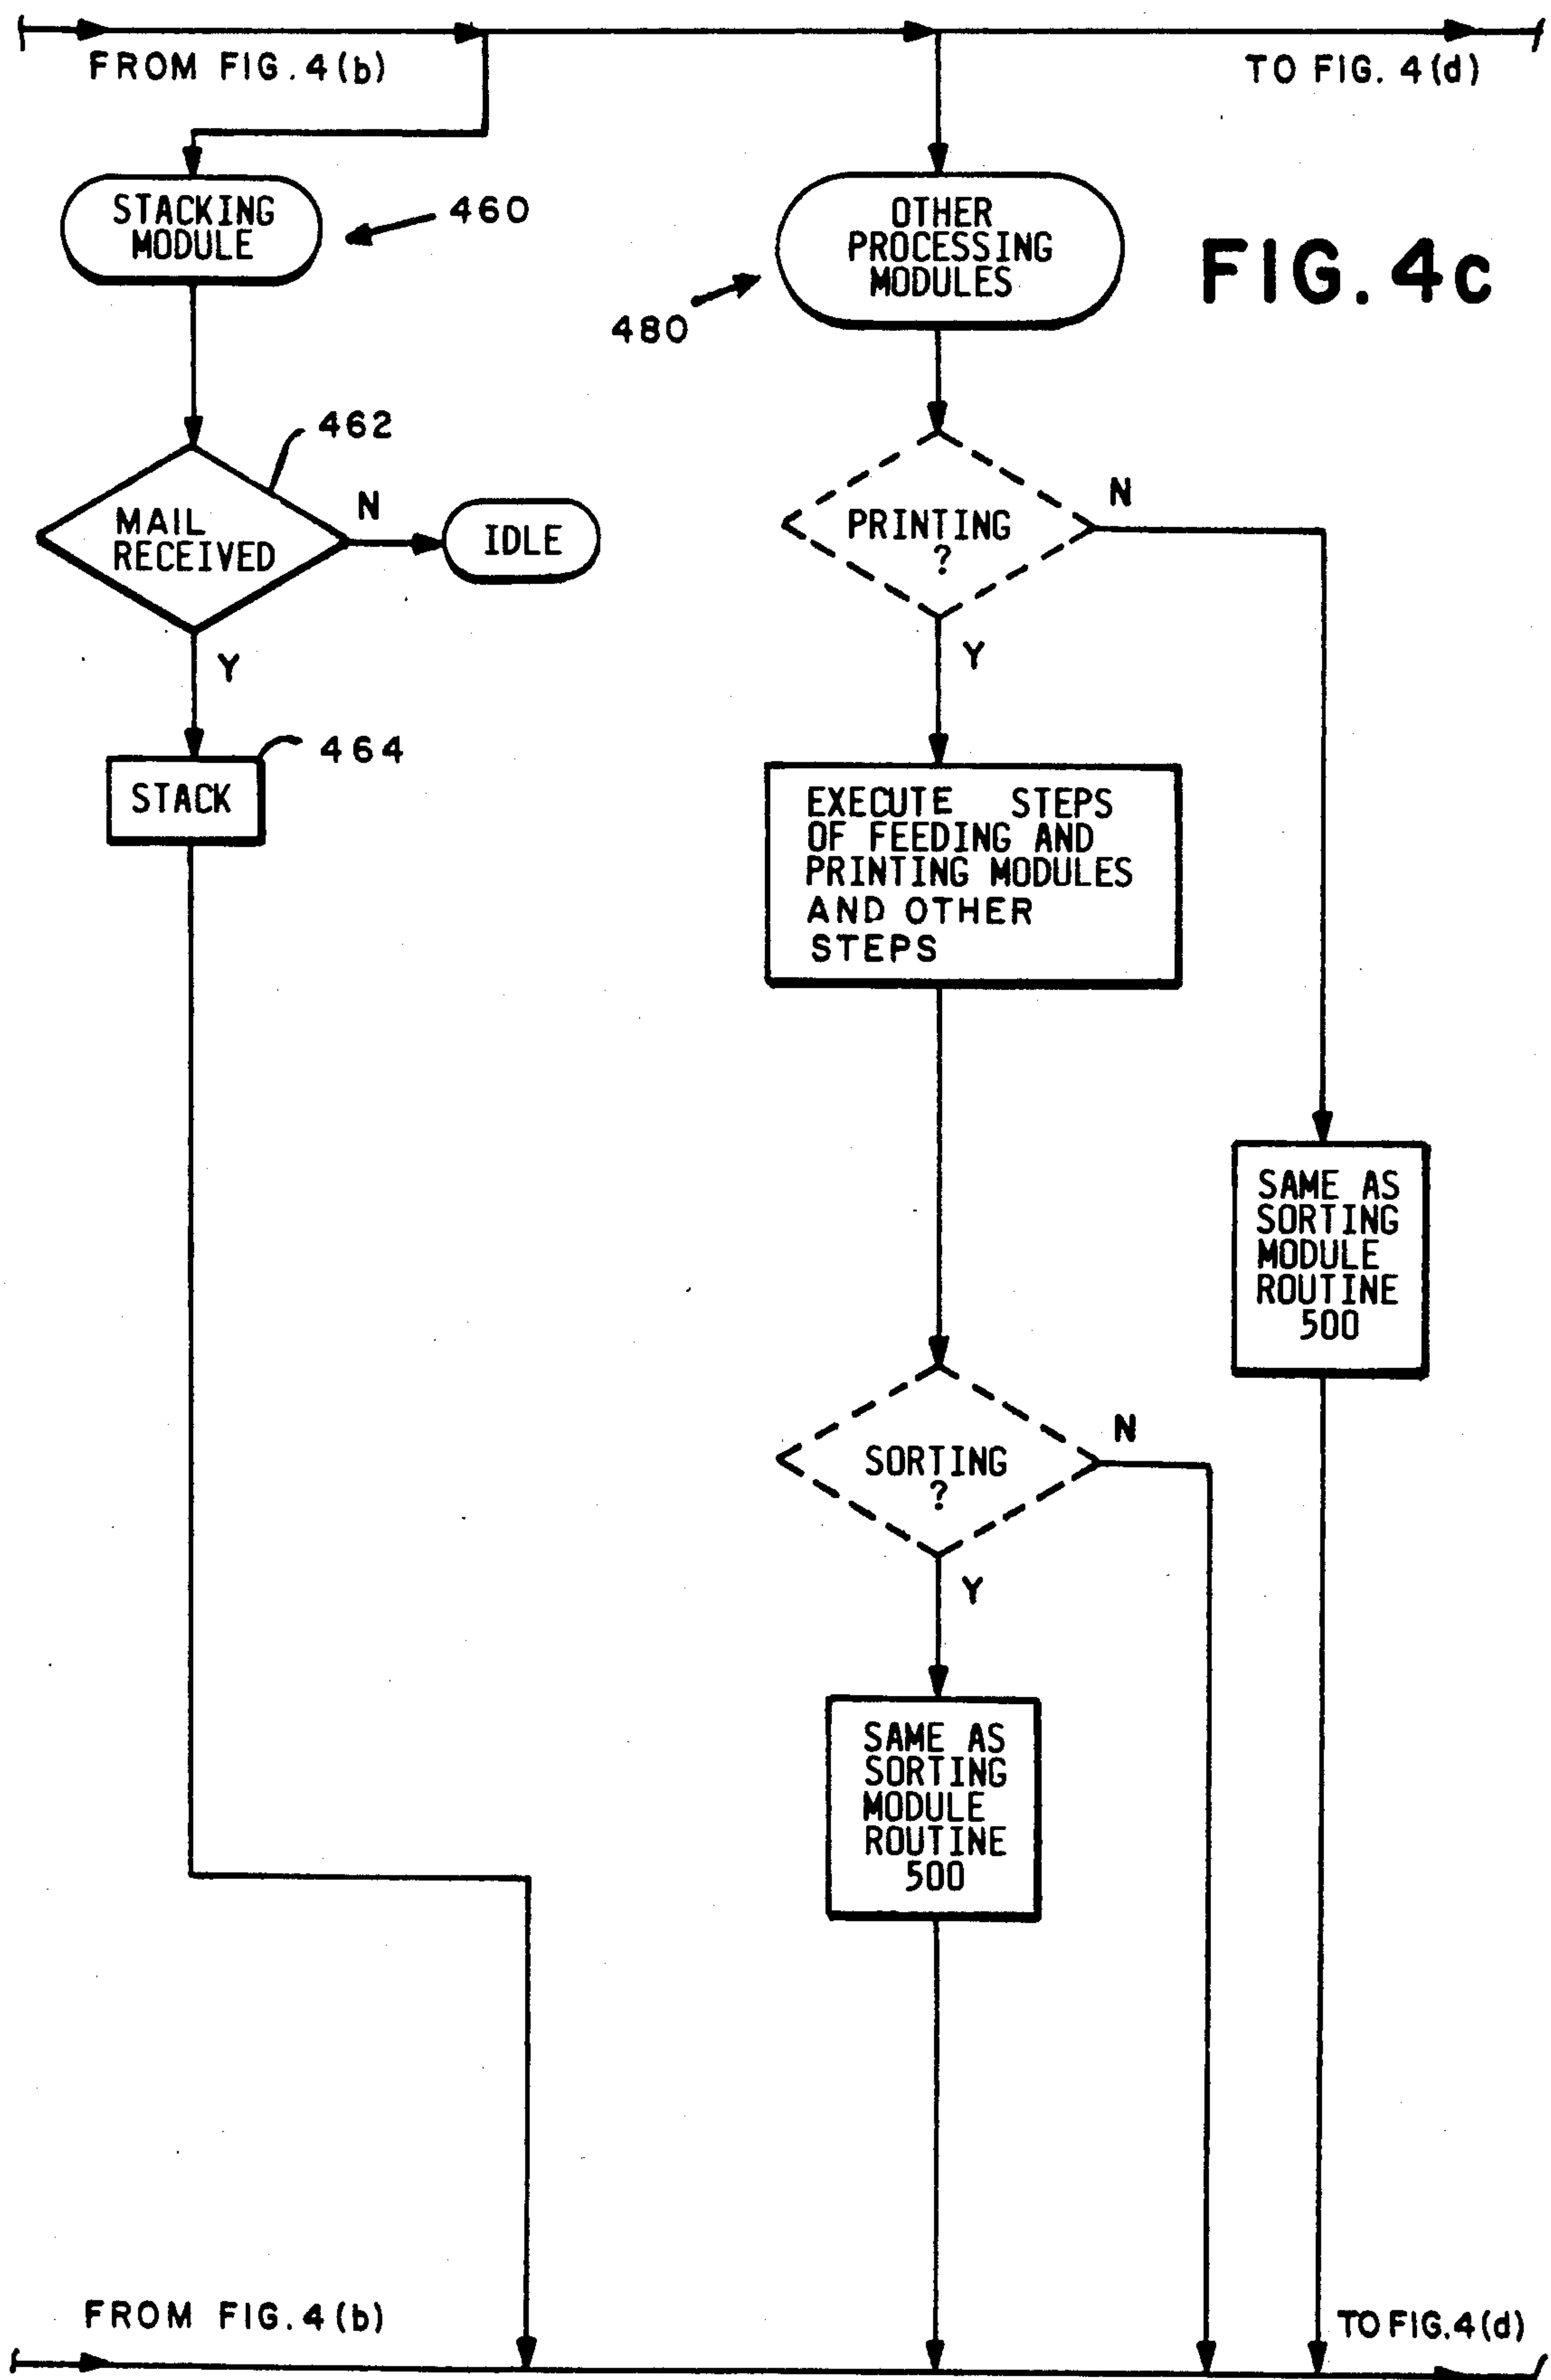 FROM FIG. 4(b)
TO FIG. 4(d)
STACKING
MODULE
460
OTHER
PROCESSING
MODULES
480
FIG. 4c
462
MAIL
RECEIVED
N
IDLE
Y
464
STACK
PRINTING
?
N
Y
EXECUTE STEPS
OF FEEDING AND
PRINTING MODULES
AND OTHER
STEPS
SAME AS
SORTING
MODULE
ROUTINE
500
SORTING
?
N
Y
SAME AS
SORTING
MODULE
ROUTINE
500
FROM FIG. 4(b)
TO FIG. 4(d)